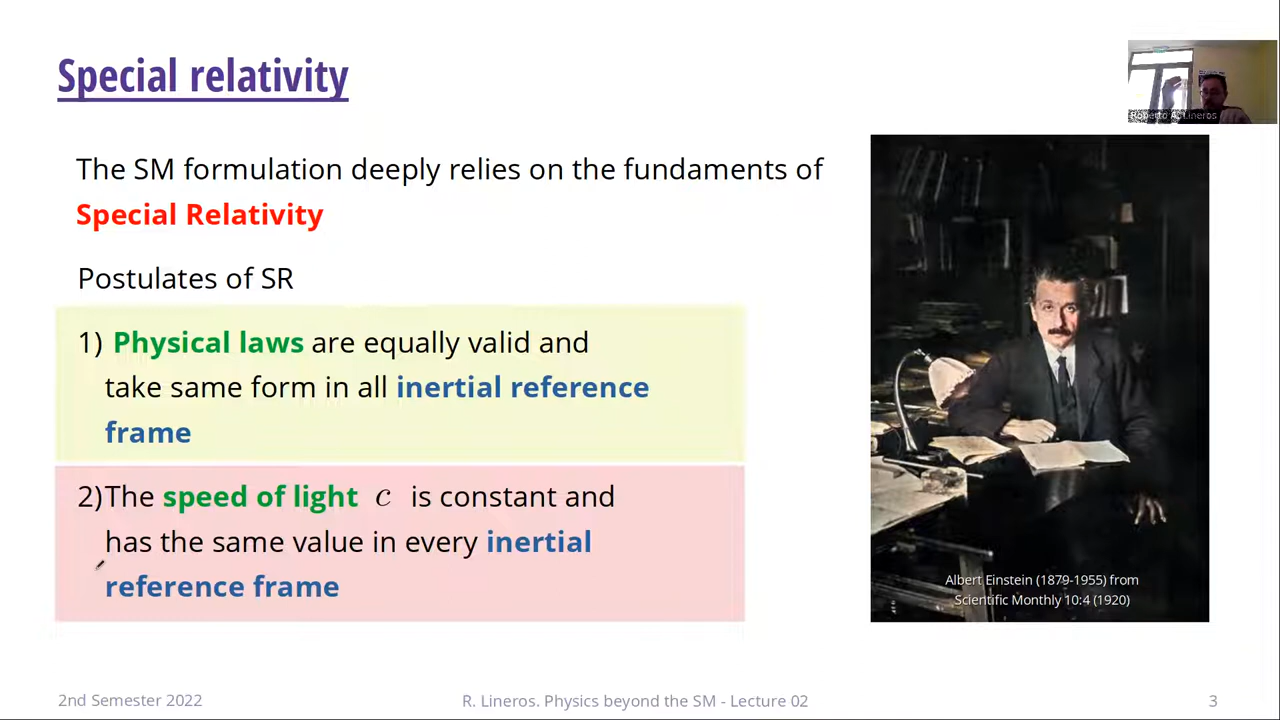 Special relativity
Roberto A. Lineros
The SM formulation deeply relies on the fundaments of
Special Relativity
Postulates of SR
1) Physical laws are equally valid and
take same form in all inertial reference
frame
2)The speed of light c is constant and
has the same value in every inertial
reference frame
Albert Einstein (1879-1955) from
Scientific Monthly 10:4 (1920)
2nd Semester 2022
R. Lineros. Physics beyond the SM - Lecture 02
3